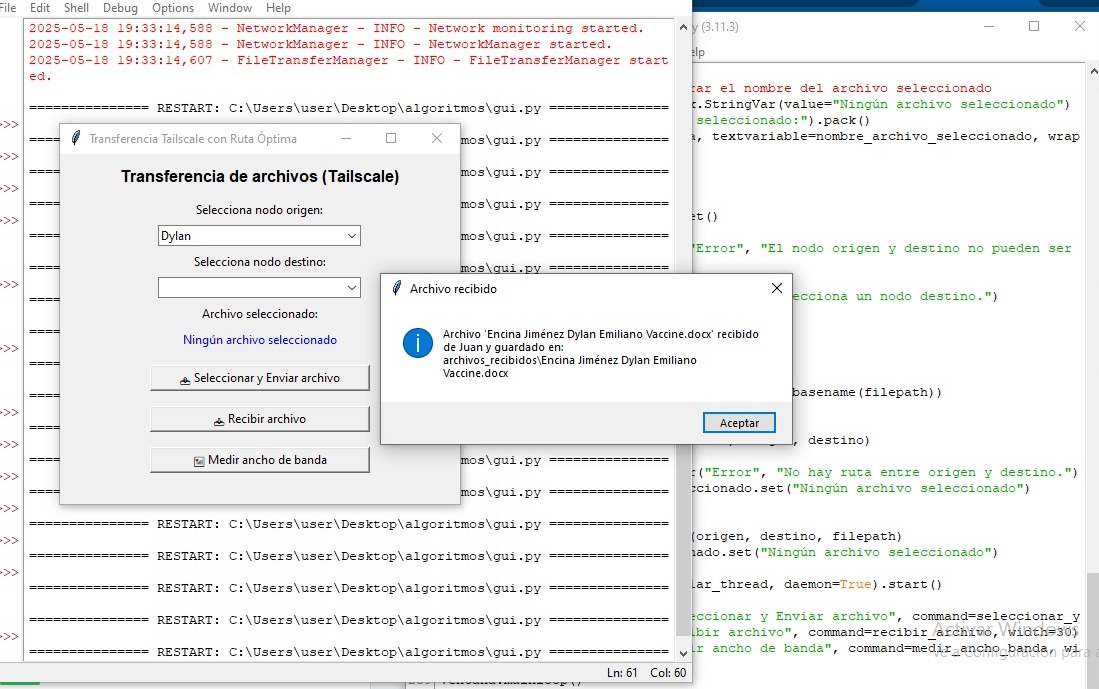 File Edit Shell Debug Options Window Help
2025-05-18 19:33:14,588 - NetworkManager - INFO - Network monitoring started.
2025-05-18 19:33:14,588 - NetworkManager - INFO - NetworkManager started.
2025-05-18 19:33:14,607 - FileTransferManager - INFO - FileTransferManager start
ed.
=============== RESTART: C:\Users\user\Desktop\algoritmos\gui.py ===============
>>>
mos\gui.py ===============
>>>
mos\gui.py ===============
>>>
mos\gui.py ===============
>>>
mos\gui.py ===============
>>>
mos\gui.py ===============
>>>
>>>
>>>
>>>
mos\gui.py ===============
>>>
mos\gui.py ===============
>>>
=============== RESTART: C:\Users\user\Desktop\algoritmos\gui.py ===============
>>>
=============== RESTART: C:\Users\user\Desktop\algoritmos\gui.py ===============
=============== RESTART: C:\Users\user\Desktop\algoritmos\gui.py ===============
=============== RESTART: C:\Users\user\Desktop\algoritmos\gui.py ===============
>>>
=============== RESTART: C:\Users\user\Desktop\algoritmos\gui.py ===============
Ln: 61 Col: 60
Transferencia Tailscale con Ruta Óptima
Transferencia de archivos (Tailscale)
Selecciona nodo origen:
Dylan
Selecciona nodo destino:
Archivo seleccionado:
Ningún archivo seleccionado
Seleccionar y Enviar archivo
Recibir archivo
Medir ancho de banda
Archivo recibido
Archivo 'Encina Jiménez Dylan Emiliano Vaccine.docx' recibido
de Juan y guardado en:
archivos_recibidos\Encina Jiménez Dylan Emiliano
Vaccine.docx
Aceptar
y (3.11.3)
elp
rar el nombre del archivo seleccionado
r.StringVar(value="Ningún archivo seleccionado")
seleccionado:").pack()
a, textvariable=nombre_archivo_seleccionado, wrap
et()
"Error", "El nodo origen y destino no pueden ser
ecciona un nodo destino.")
basename(filepath))
, destino)
r("Error", "No hay ruta entre origen y destino.")
ccionado.set("Ningún archivo seleccionado")
(origen, destino, filepath)
nado.set("Ningún archivo seleccionado")
iar_thread, daemon=True).start()
eccionar y Enviar archivo", command=seleccionar_y
ibir archivo", command=recibir_archivo, width=30)
ir ancho de banda", command=medir_ancho_banda, wi
Activar Windows
Ve a Configuración para a